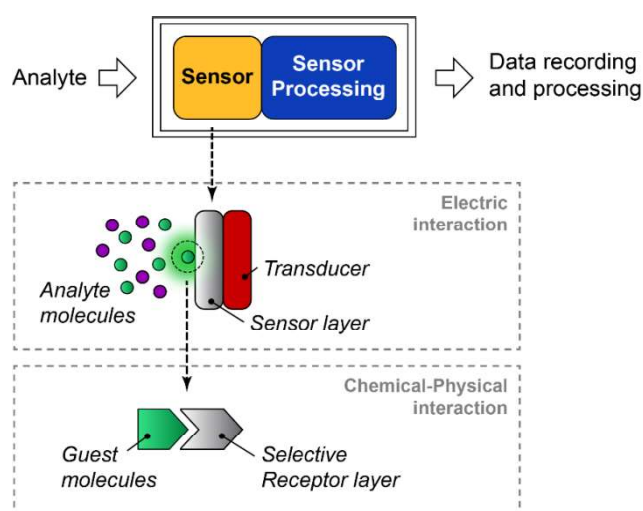 Analyte
Sensor
Sensor
Processing
Data recording
and processing
Electric
interaction
Analyte
molecules
Transducer
Sensor layer
Chemical-Physical
interaction
Guest
molecules
Selective
Receptor layer